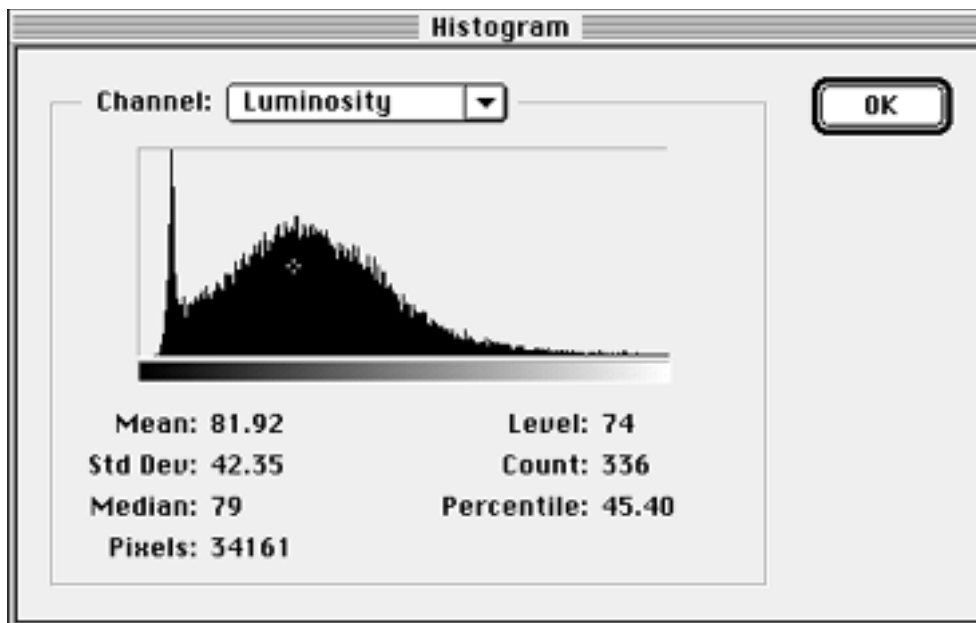 Histogram
Channel: Luminosity
OK
Mean: 81.92
Level: 74
Std Dev: 42.35
Count: 336
Median: 79
Percentile: 45.40
Pixels: 34161